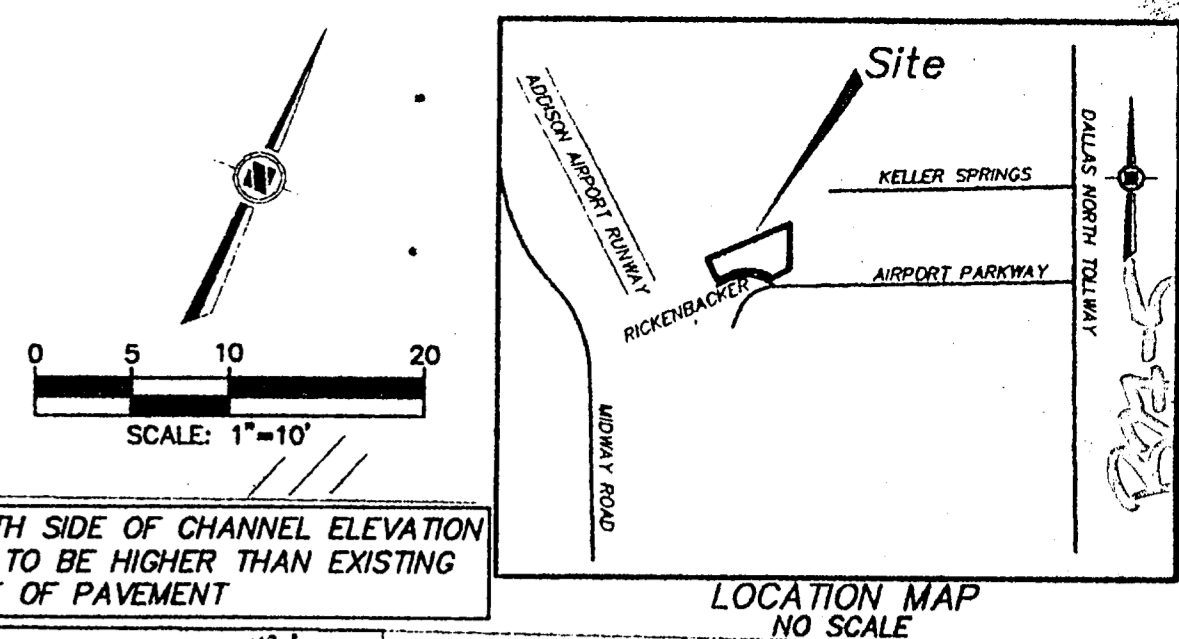 Site
ADDISON AIRPORT RUNWAY
KELLER SPRINGS
DALLAS NORTH TOLLWAY
AIRPORT PARKWAY
RICKENBACKER
MIDWAY ROAD
N
0 5 10 20
SCALE: 1"=10'
TH SIDE OF CHANNEL ELEVATION
TO BE HIGHER THAN EXISTING
OF PAVEMENT
LOCATION MAP
NO SCALE